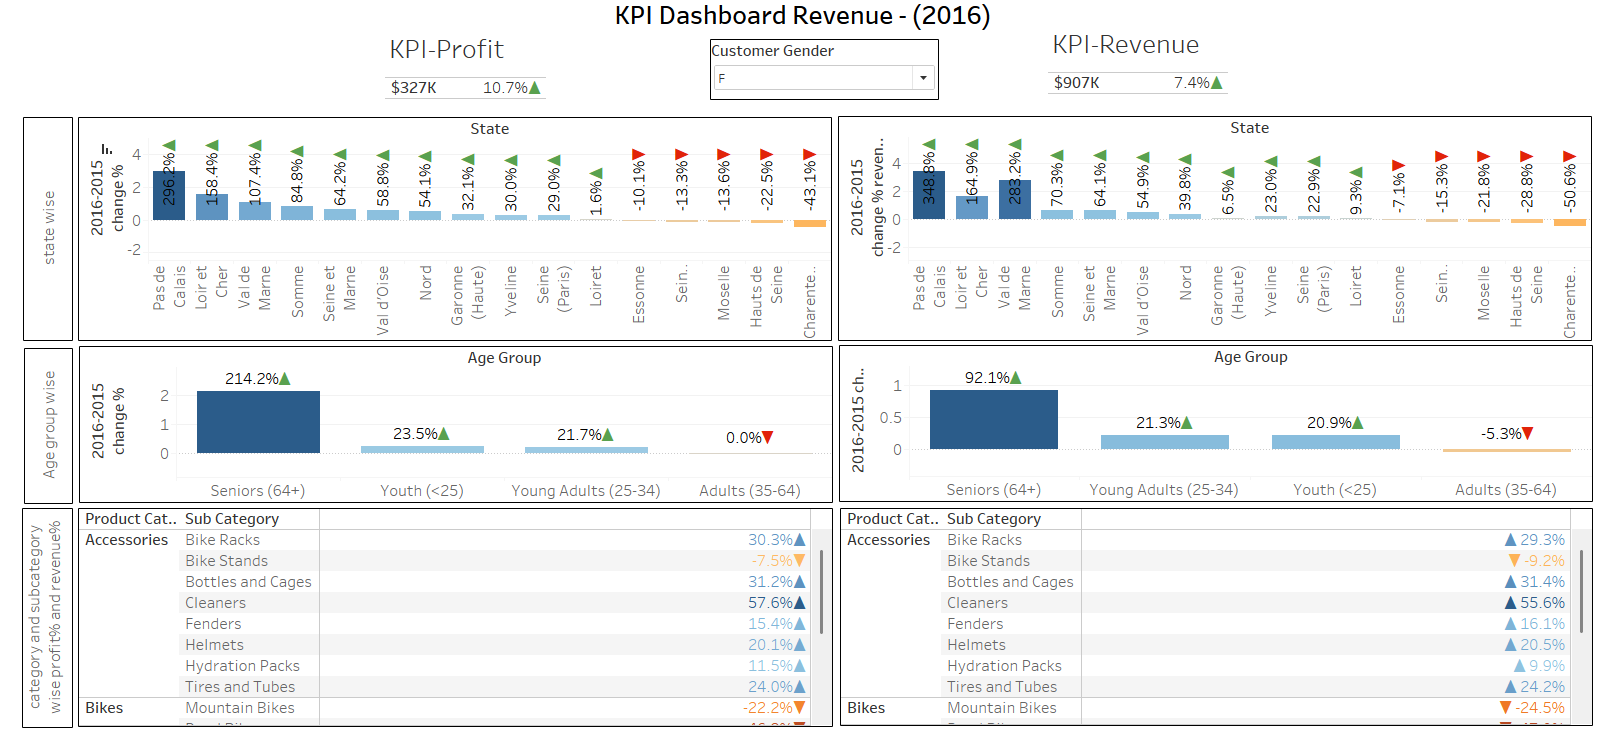 KPI Dashboard Revenue - (2016)
KPI-Profit
$327K 10.7%▲
Customer Gender
F
KPI-Revenue
$907K 7.4%▲
state wise
State
2016-2015
change %
4
2
0
-2
296.2%▲
158.4%▲
107.4%▲
84.8%▲
64.2%▲
58.8%▲
54.1%▲
32.1%▲
30.0%▲
29.0%▲
1.6%▲
-10.1%▼
-13.3%▼
-13.6%▼
-22.5%▼
-43.1%▼
Pas de
Calais
Loir et
Cher
Val de
Marne
Somme
Seine et
Marne
Val d'Oise
Nord
Garonne
(Haute)
Yveline
Seine
(Paris)
Loiret
Essonne
Sein..
Moselle
Hauts de
Seine
Charente..
State
2016-2015
change % reven..
4
2
0
-2
348.8%▲
164.9%▲
283.2%▲
70.3%▲
64.1%▲
54.9%▲
39.8%▲
6.5%▲
23.0%▲
22.9%▲
9.3%▲
-7.1%▼
-15.3%▼
-21.8%▼
-28.8%▼
-50.6%▼
Pas de
Calais
Loir et
Cher
Val de
Marne
Somme
Seine et
Marne
Val d'Oise
Nord
Garonne
(Haute)
Yveline
Seine
(Paris)
Loiret
Essonne
Sein..
Moselle
Hauts de
Seine
Charente..
Age group wise
Age Group
2016-2015
change %
2
1
0
214.2%▲
23.5%▲
21.7%▲
0.0%▼
Seniors (64+)
Youth (<25)
Young Adults (25-34)
Adults (35-64)
Age Group
2016-2015 ch..
1
0.5
0
92.1%▲
21.3%▲
20.9%▲
-5.3%▼
Seniors (64+)
Young Adults (25-34)
Youth (<25)
Adults (35-64)
category and subcategory
wise profit% and revenue%
Product Cat.. Sub Category
Accessories Bike Racks 30.3%▲
Bike Stands -7.5%▼
Bottles and Cages 31.2%▲
Cleaners 57.6%▲
Fenders 15.4%▲
Helmets 20.1%▲
Hydration Packs 11.5%▲
Tires and Tubes 24.0%▲
Bikes Mountain Bikes -22.2%▼
Product Cat.. Sub Category
Accessories Bike Racks ▲29.3%
Bike Stands ▼-9.2%
Bottles and Cages ▲31.4%
Cleaners ▲55.6%
Fenders ▲16.1%
Helmets ▲20.5%
Hydration Packs ▲9.9%
Tires and Tubes ▲24.2%
Bikes Mountain Bikes ▼-24.5%